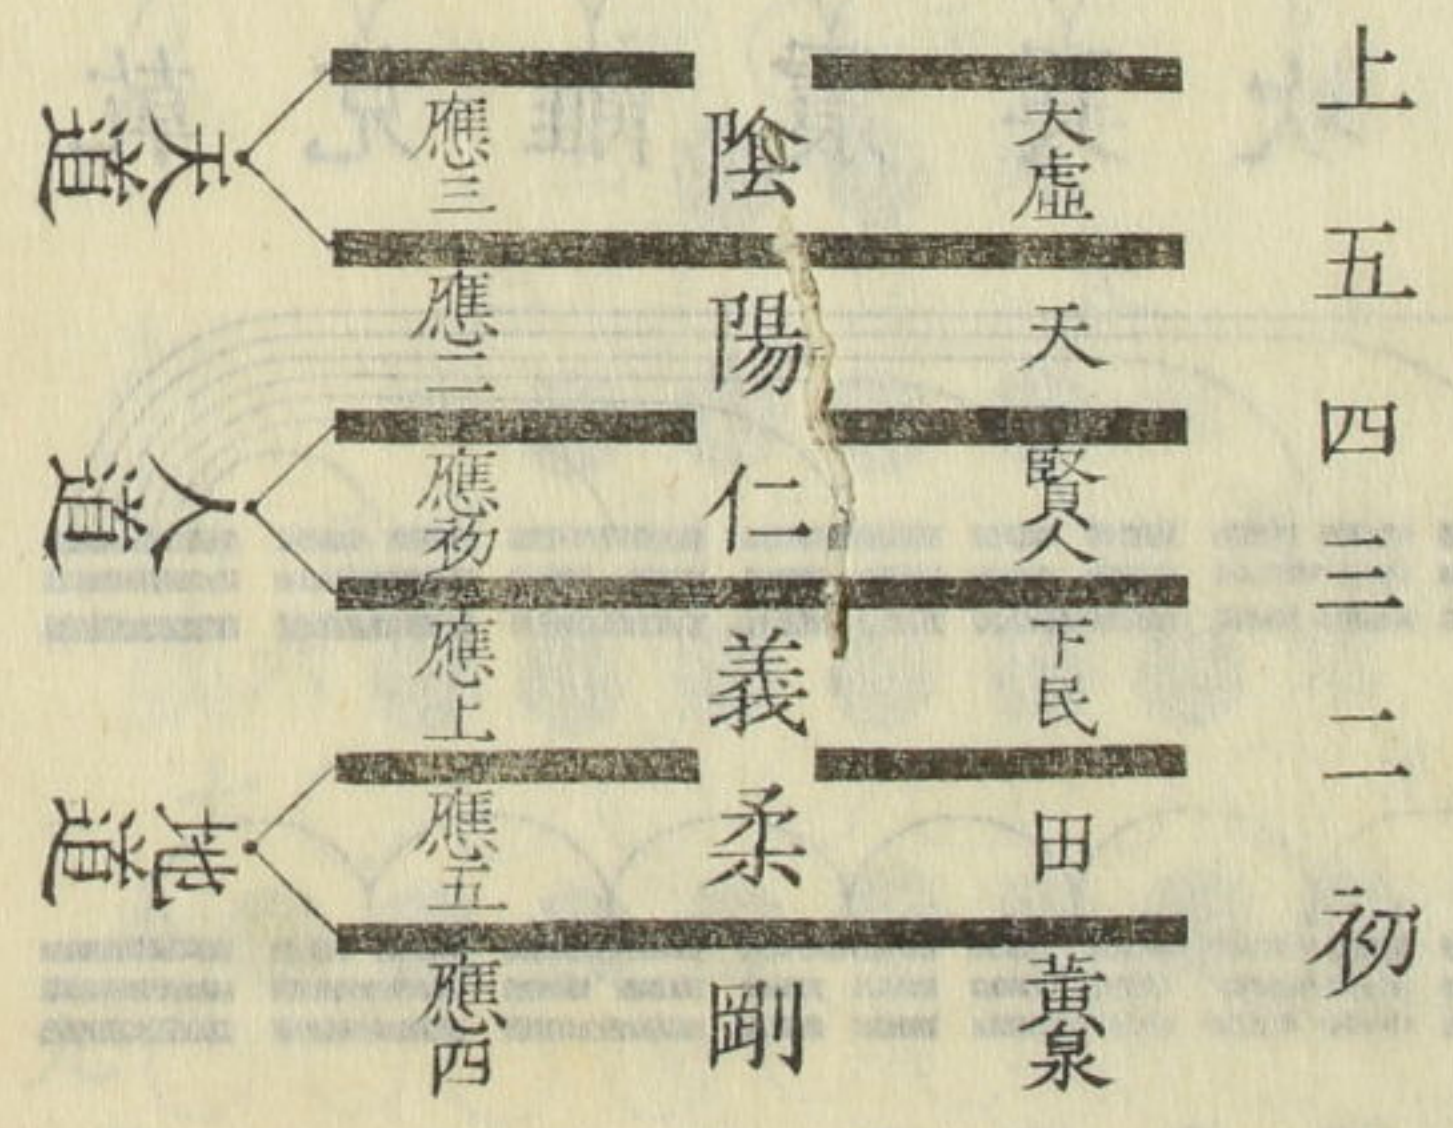 上
五
四
三
二
初
大虛
天
賢人
下民
田
黃泉
陰
陽
仁
義
柔
剛
應三
應二
應初
應上
應五
應四
天道
人道
地道